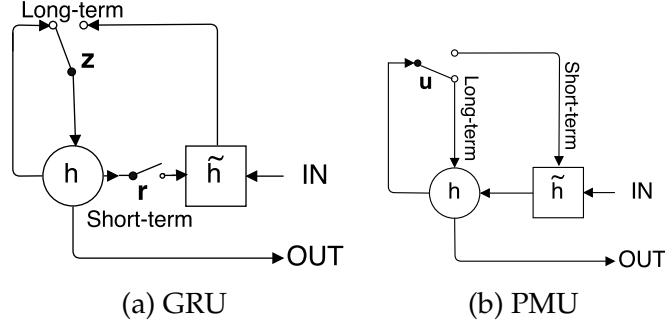 Long-term
z
h
r
h̃
IN
Short-term
OUT
(a) GRU
u
Long-term
Short-term
h
h̃
IN
OUT
(b) PMU